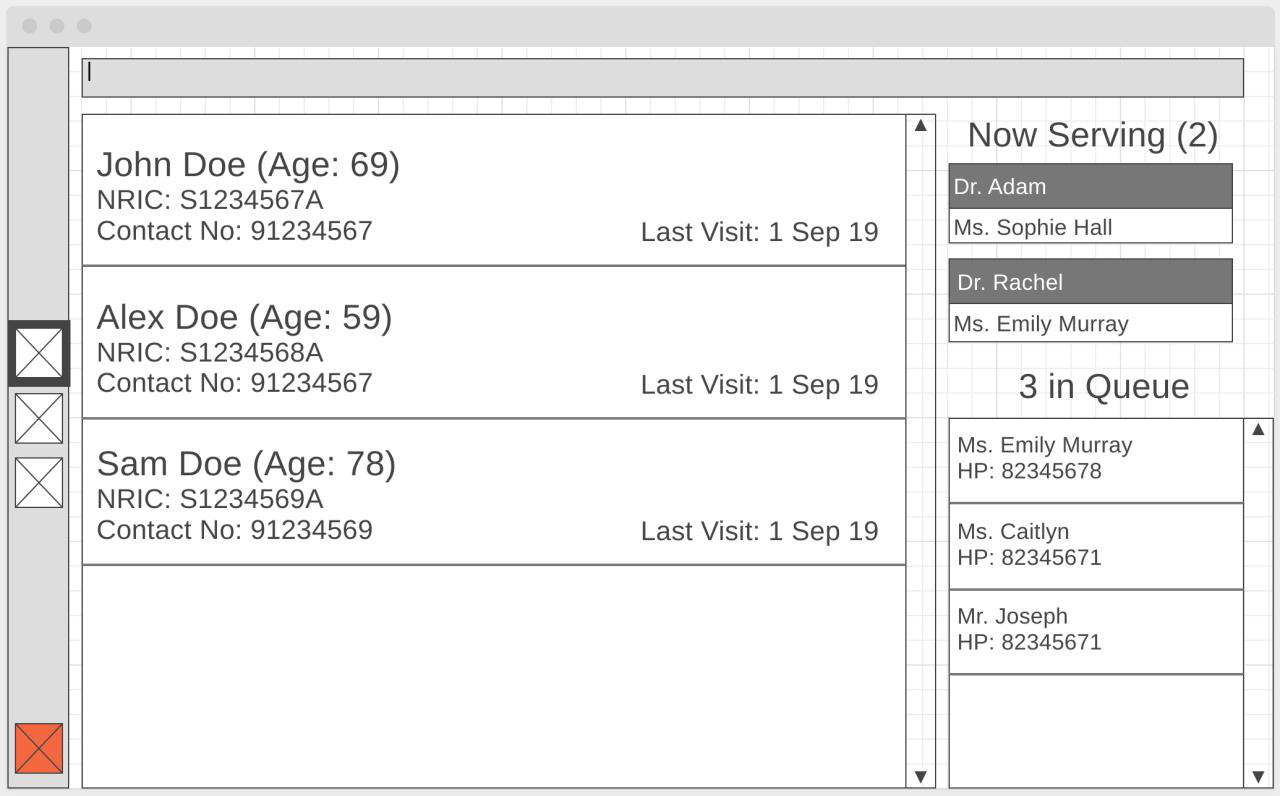 John Doe (Age: 69)
NRIC: S1234567A
Contact No: 91234567
Last Visit: 1 Sep 19
Alex Doe (Age: 59)
NRIC: S1234568A
Contact No: 91234567
Last Visit: 1 Sep 19
Sam Doe (Age: 78)
NRIC: S1234569A
Contact No: 91234569
Last Visit: 1 Sep 19
Now Serving (2)
Dr. Adam
Ms. Sophie Hall
Dr. Rachel
Ms. Emily Murray
3 in Queue
Ms. Emily Murray
HP: 82345678
Ms. Caitlyn
HP: 82345671
Mr. Joseph
HP: 82345671